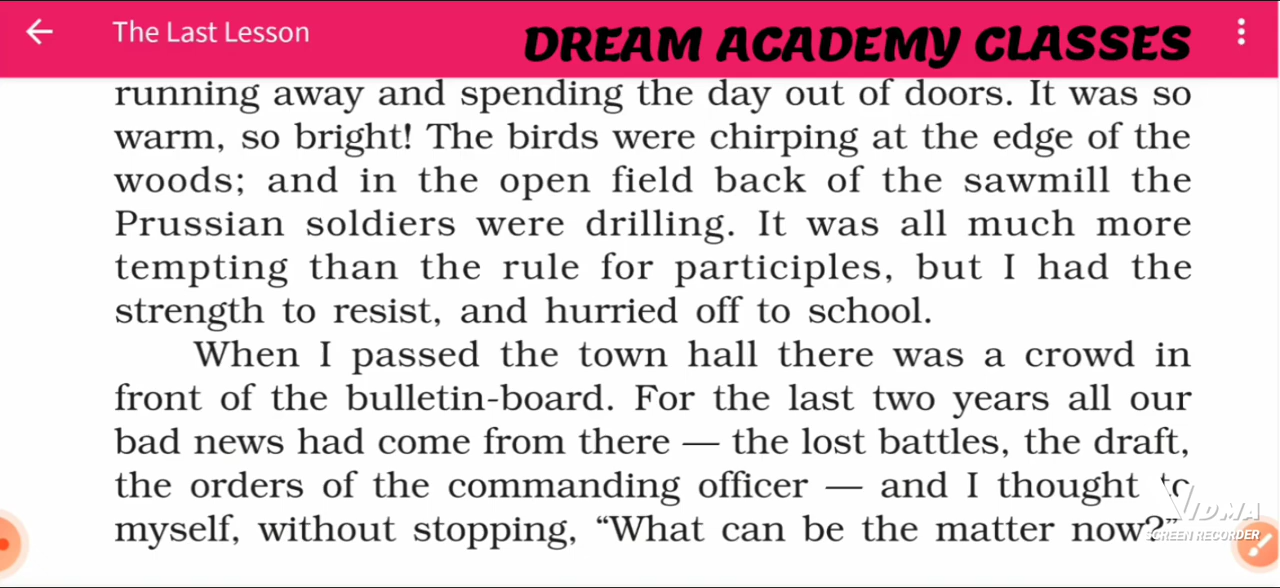 The Last Lesson
DREAM ACADEMY CLASSES
running away and spending the day out of doors. It was so
warm, so bright! The birds were chirping at the edge of the
woods; and in the open field back of the sawmill the
Prussian soldiers were drilling. It was all much more
tempting than the rule for participles, but I had the
strength to resist, and hurried off to school.
When I passed the town hall there was a crowd in
front of the bulletin-board. For the last two years all our
bad news had come from there — the lost battles, the draft,
the orders of the commanding officer — and I thought to
myself, without stopping, “What can be the matter now?”
VIDMA
SCREEN RECORDER